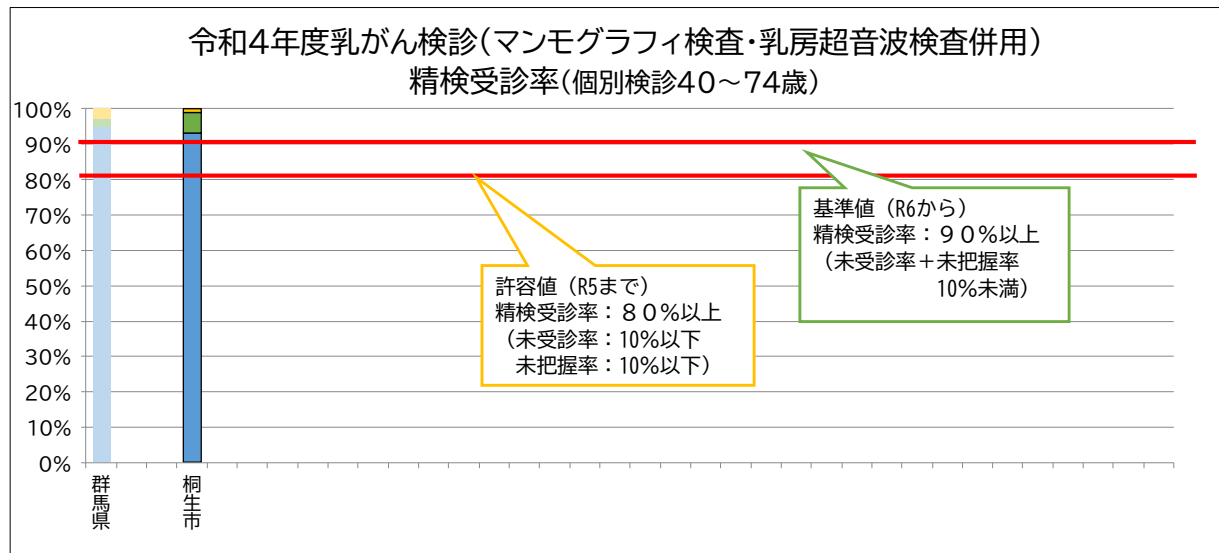 令和4年度乳がん検診(マンモグラフィ検査・乳房超音波検査併用)
精検受診率(個別検診40～74歳)
100%
90%
80%
70%
60%
50%
40%
30%
20%
10%
0%
群馬県
桐生市
基準値（R6から）
精検受診率：９０％以上
（未受診率＋未把握率
10%未満）
許容値（R5まで）
精検受診率：８０％以上
（未受診率：10%以下
未把握率：10%以下）